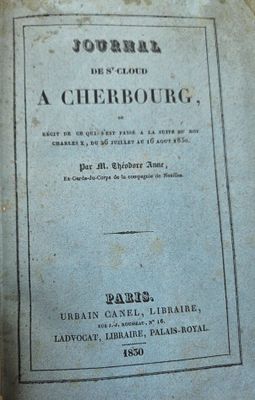 JOURNAL
DE St-CLOUD
A CHERBOURG,
OU
RÉCIT DE CE QUI S'EST PASSÉ A LA SUITE DU ROI
CHARLES X, DU 26 JUILLET AU 16 AOUT 1830.
Par M. Théodore Anne,
Ex-Garde-du-Corps de la compagnie de Noailles.
PARIS.
URBAIN CANEL, LIBRAIRE,
RUE J.-J. ROUSSEAU, N° 16.
LADVOCAT, LIBRAIRE, PALAIS-ROYAL.
1830